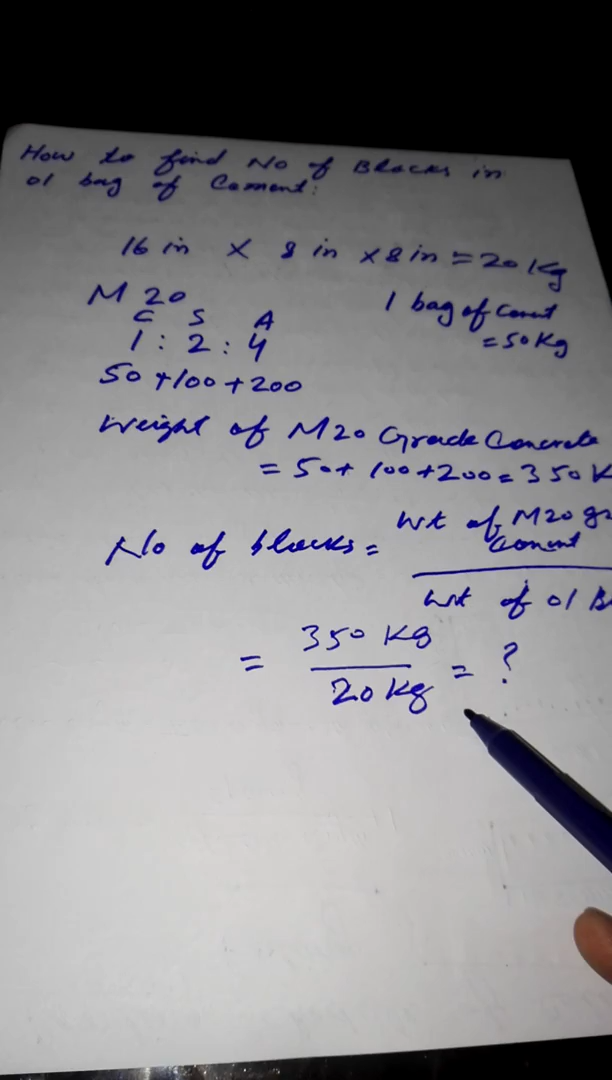 How to find No of Blocks in
01 bag of Cement:
16 in X 8 in X 8 in = 20 Kg
M 20
1 bag of Cement
= 50 Kg
C S A
1 : 2 : 4
50 + 100 + 200
Weight of M20 Grade Concrete
= 50 + 100 + 200 = 350 K
No of blocks =
Wt of M20 gr
Cement
Wt of 01 B
= 350 Kg
20 Kg = ?